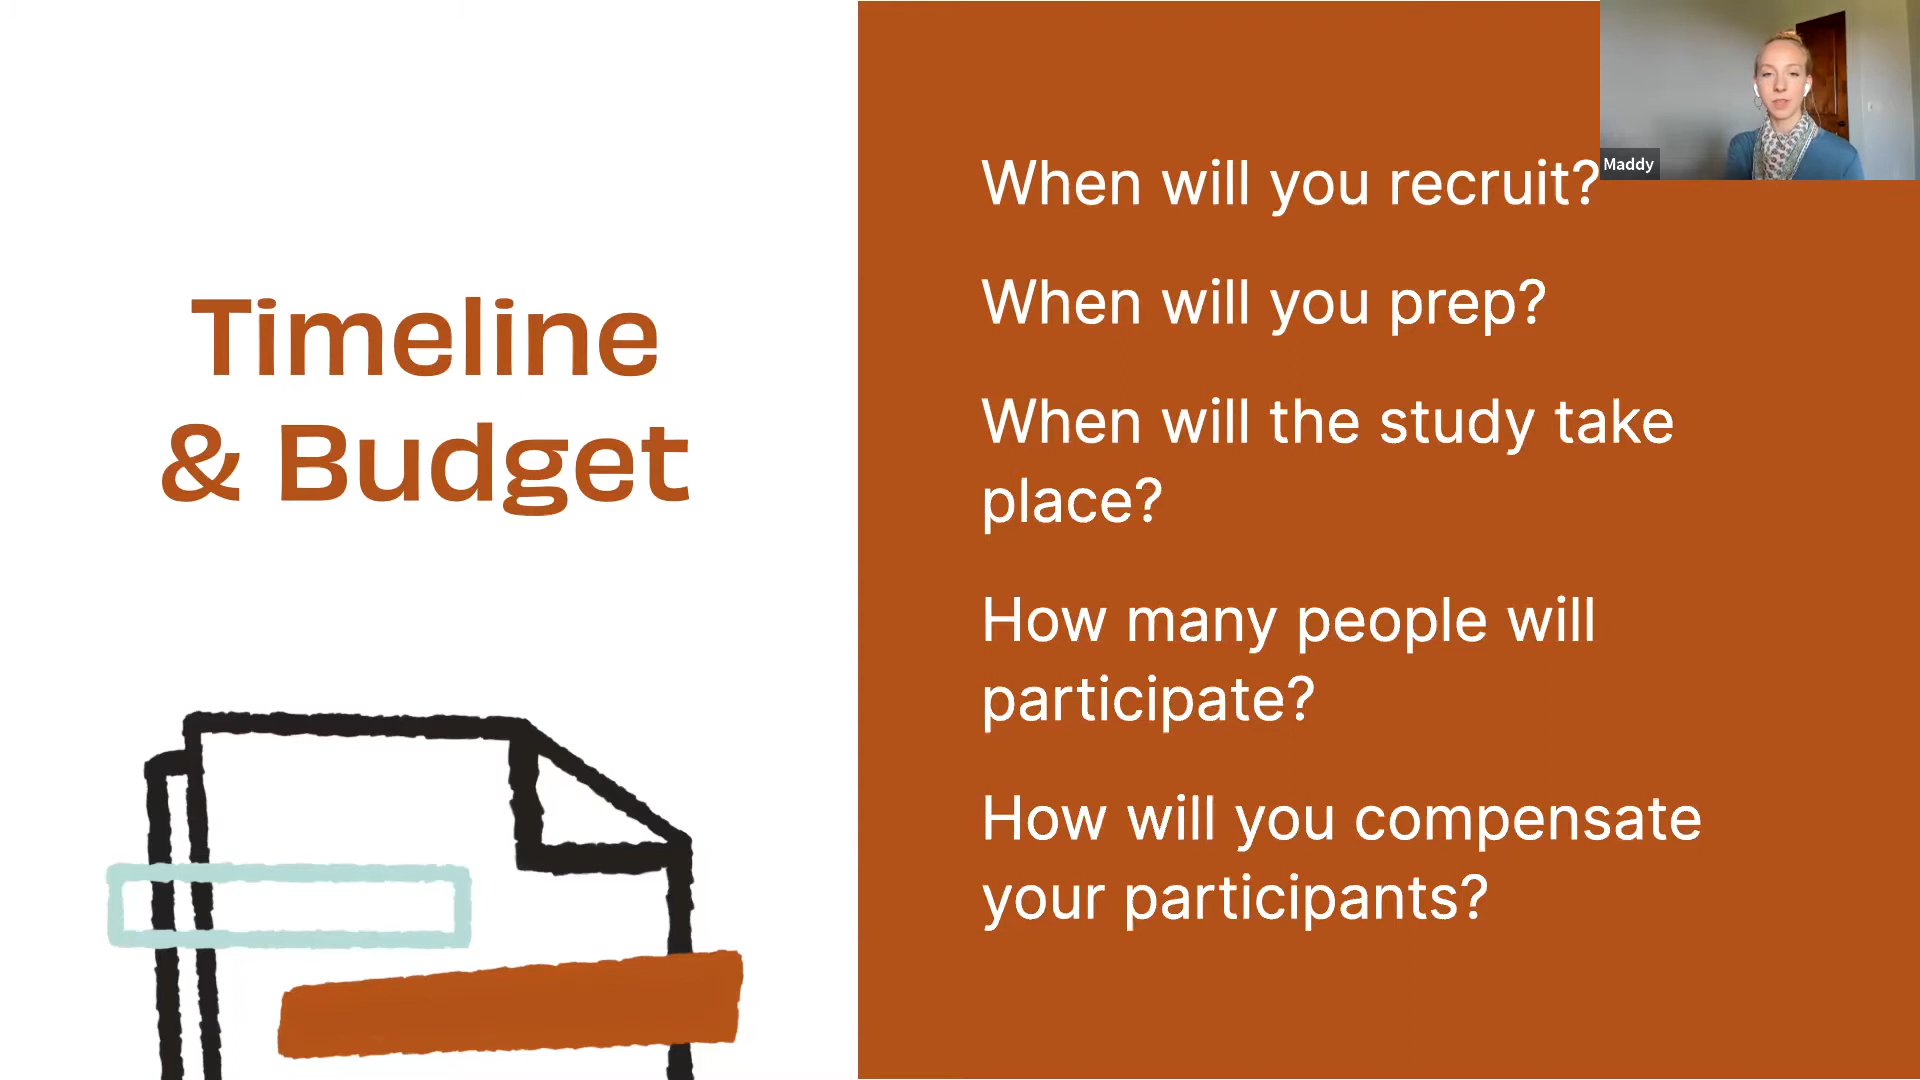 Timeline
& Budget
When will you recruit?
When will you prep?
When will the study take
place?
How many people will
participate?
How will you compensate
your participants?
Maddy